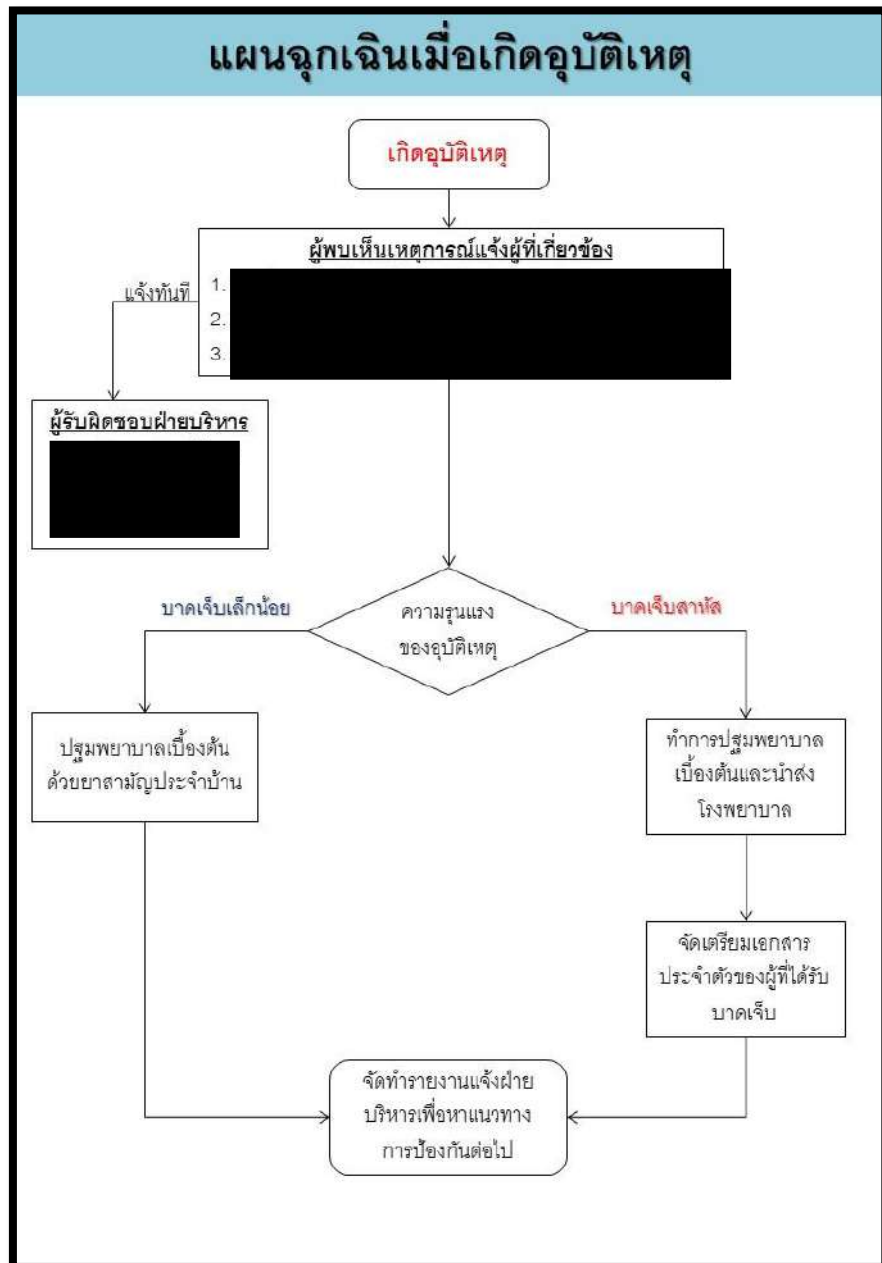 แผนฉุกเฉินเมื่อเกิดอุบัติเหตุ
เกิดอุบัติเหตุ
ผู้พบเห็นเหตุการณ์แจ้งผู้ที่เกี่ยวข้อง
1.
2.
3.
แจ้งทันที
ผู้รับผิดชอบฝ่ายบริหาร
ความรุนแรง
ของอุบัติเหตุ
บาดเจ็บเล็กน้อย
บาดเจ็บสาหัส
ปฐมพยาบาลเบื้องต้น
ด้วยยาสามัญประจำบ้าน
ทำการปฐมพยาบาล
เบื้องต้นและนำส่ง
โรงพยาบาล
จัดเตรียมเอกสาร
ประจำตัวของผู้ที่ได้รับ
บาดเจ็บ
จัดทำรายงานแจ้งฝ่าย
บริหารเพื่อหาแนวทาง
การป้องกันต่อไป